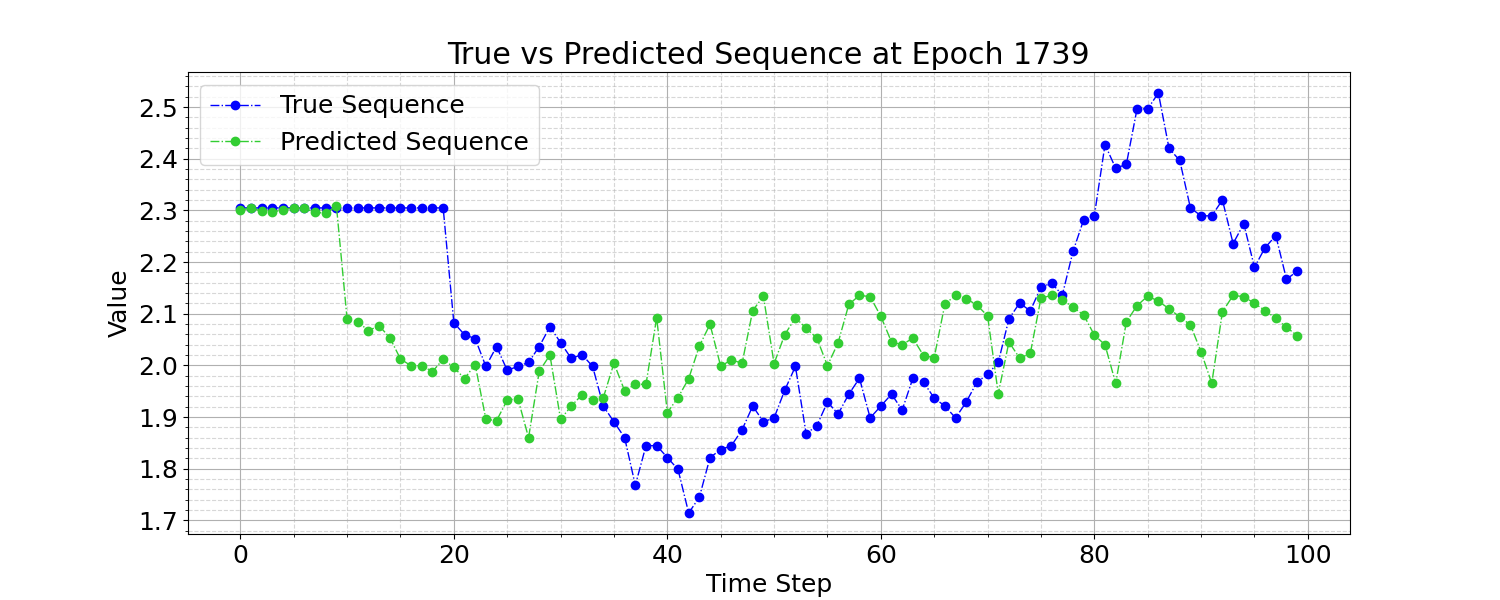 True vs Predicted Sequence at Epoch 1739
True Sequence
Predicted Sequence
Value
2.5
2.4
2.3
2.2
2.1
2.0
1.9
1.8
1.7
0 20 40 60 80 100
Time Step